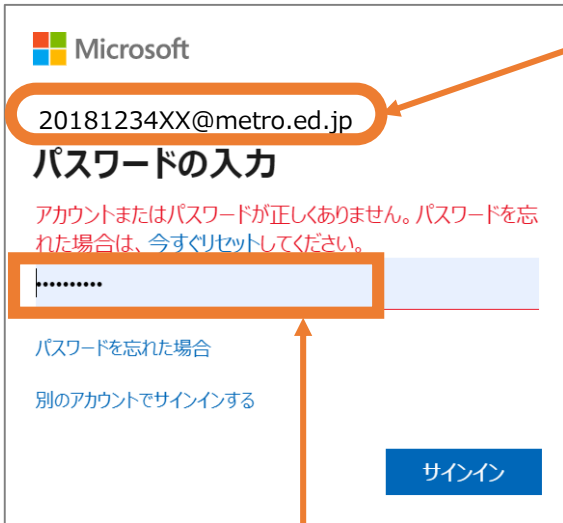 Microsoft
20181234XX@metro.ed.jp
パスワードの入力
アカウントまたはパスワードが正しくありません。パスワードを忘
れた場合は、今すぐリセットしてください。
••••••••••
パスワードを忘れた場合
別のアカウントでサインインする
サインイン